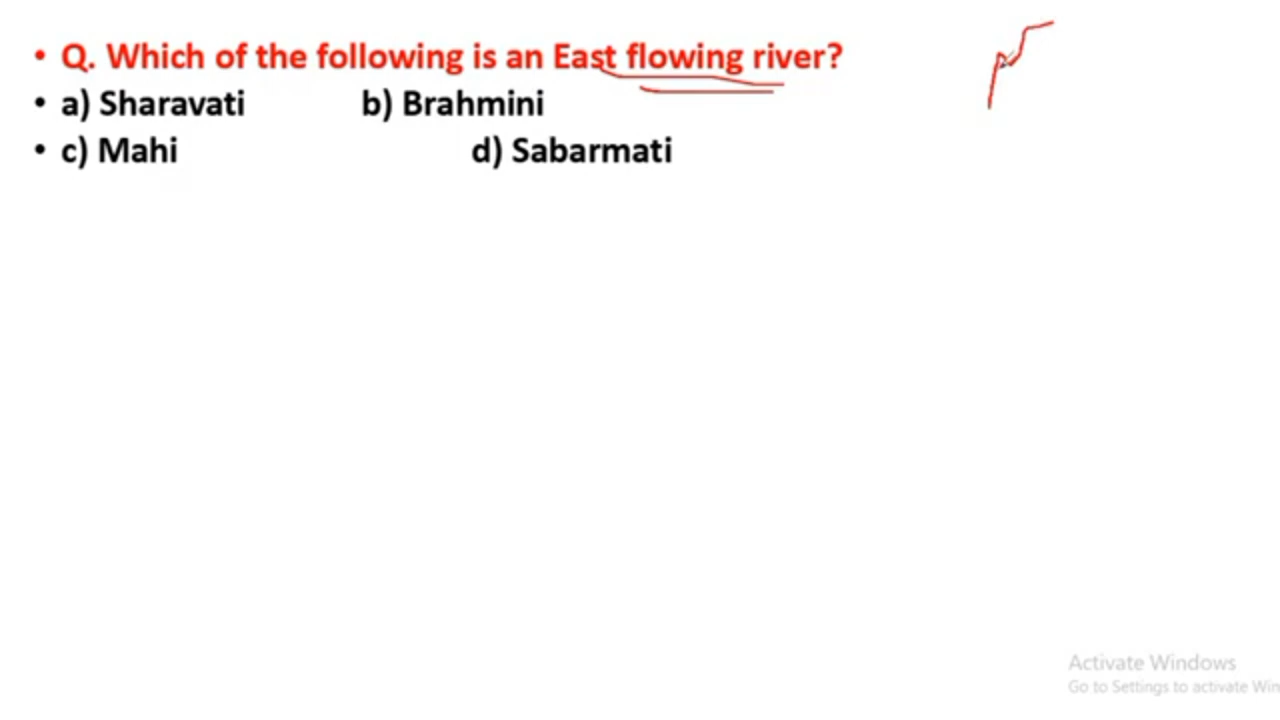 • Q. Which of the following is an East flowing river?
• a) Sharavati b) Brahmini
• c) Mahi d) Sabarmati
Activate Windows
Go to Settings to activate Win